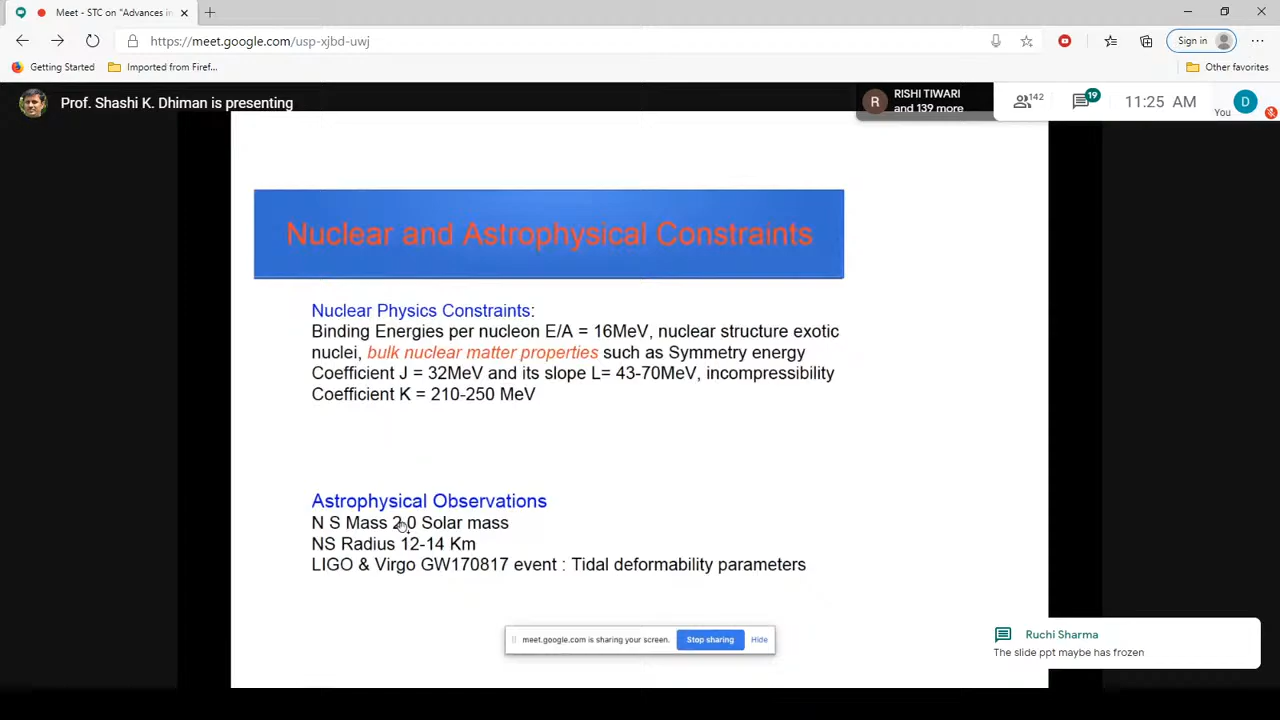 Meet - STC on "Advances in
https://meet.google.com/usp-xjbd-uwj
Sign in
Getting Started
Imported from Firef...
Other favorites
Prof. Shashi K. Dhiman is presenting
R
RISHI TIWARI
and 139 more
142
19
11:25 AM
You
D
Nuclear and Astrophysical Constraints
Nuclear Physics Constraints:
Binding Energies per nucleon E/A = 16MeV, nuclear structure exotic
nuclei, bulk nuclear matter properties such as Symmetry energy
Coefficient J = 32MeV and its slope L= 43-70MeV, incompressibility
Coefficient K = 210-250 MeV
Astrophysical Observations
N S Mass 2.0 Solar mass
NS Radius 12-14 Km
LIGO & Virgo GW170817 event : Tidal deformability parameters
meet.google.com is sharing your screen.
Stop sharing
Hide
Ruchi Sharma
The slide ppt maybe has frozen